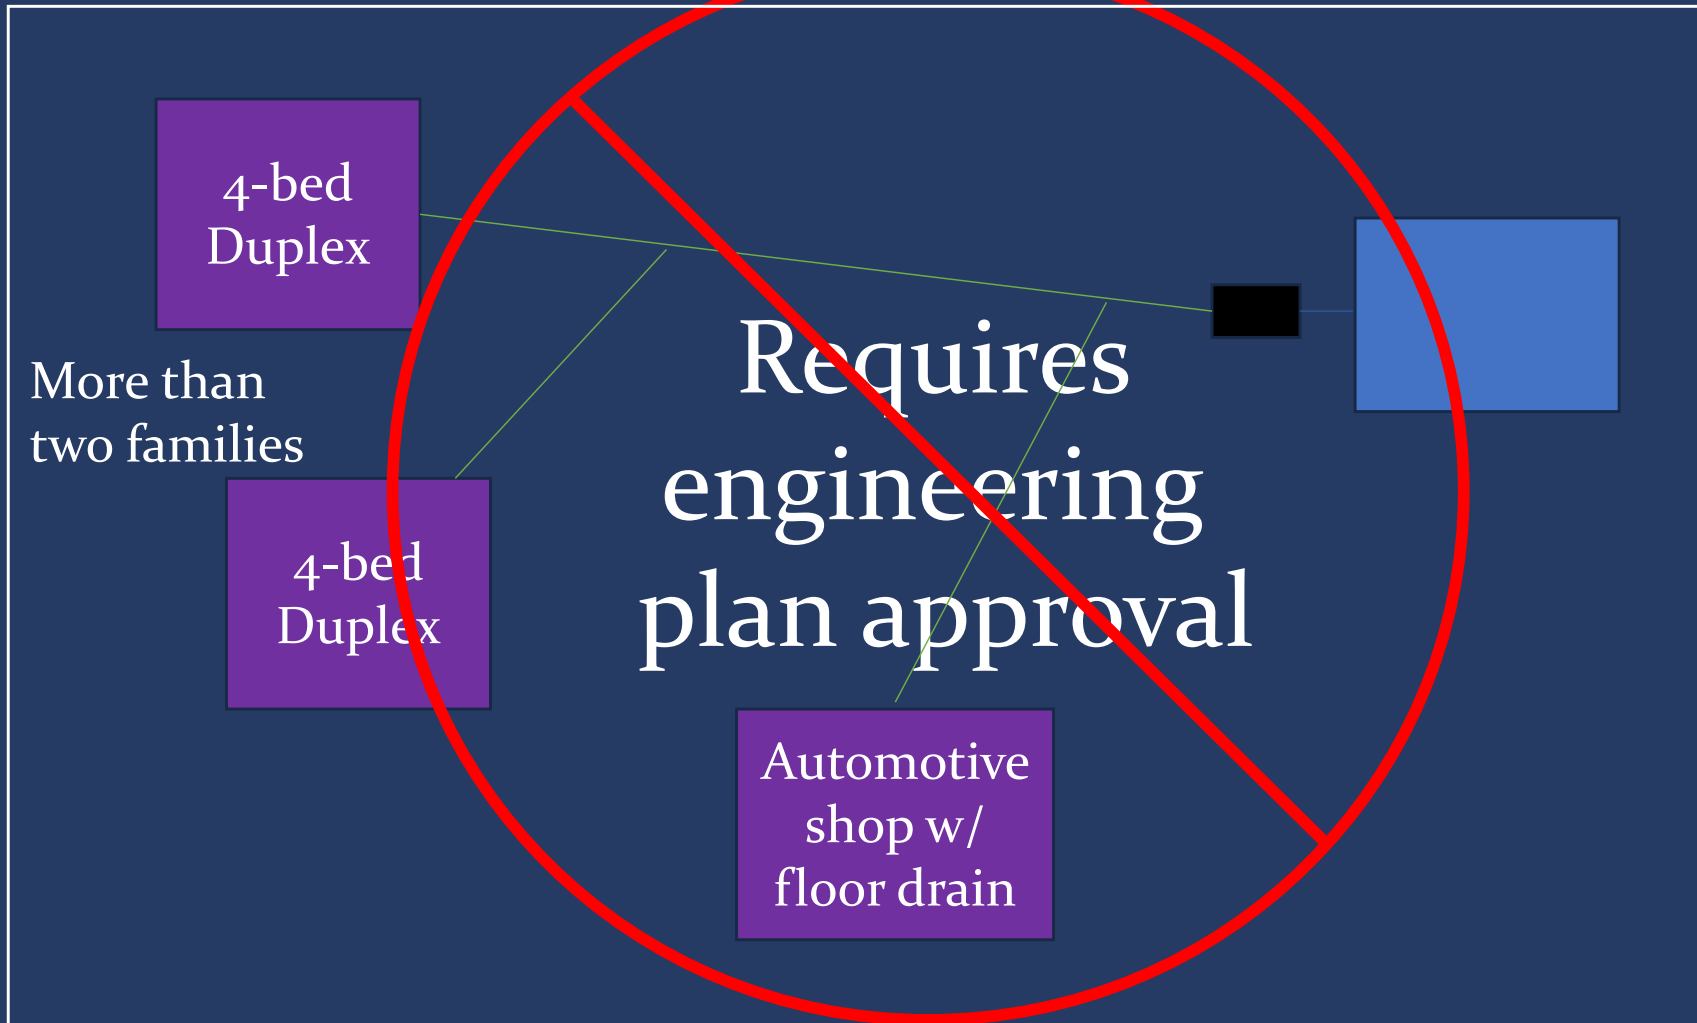 4-bed
Duplex
More than
two families
4-bed
Duplex
Requires
engineering
plan approval
Automotive
shop w/
floor drain